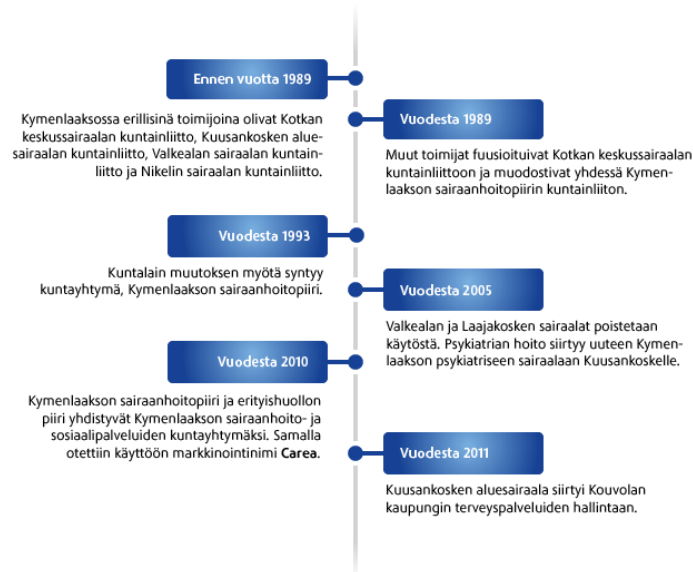 Ennen vuotta 1989
Kymenlaaksossa erillisinä toimijoina olivat Kotkan
keskussairaalan kuntainliitto, Kuusankosken alue-
sairaalan kuntainliitto, Valkealan sairaalan kuntain-
liitto ja Nikelin sairaalan kuntainliitto.
Vuodesta 1989
Muut toimijat fuusioituivat Kotkan keskussairaalan
kuntainliittoon ja muodostivat yhdessä Kymen-
laakson sairaanhoitopiirin kuntainliiton.
Vuodesta 1993
Kuntalain muutoksen myötä syntyy
kuntayhtymä, Kymenlaakson sairaanhoitopiiri.
Vuodesta 2005
Valkealan ja Laajakosken sairaalat poistetaan
käytöstä. Psykiatrian hoito siirtyy uuteen Kymen-
laakson psykiatriseen sairaalaan Kuusankoskelle.
Vuodesta 2010
Kymenlaakson sairaanhoitopiiri ja erityishuollon
piiri yhdistyvät Kymenlaakson sairaanhoito- ja
sosiaalipalveluiden kuntayhtymäksi. Samalla
otettiin käyttöön markkinointinimi Carea.
Vuodesta 2011
Kuusankosken aluesairaala siirtyi Kouvolan
kaupungin terveyspalveluiden hallintaan.